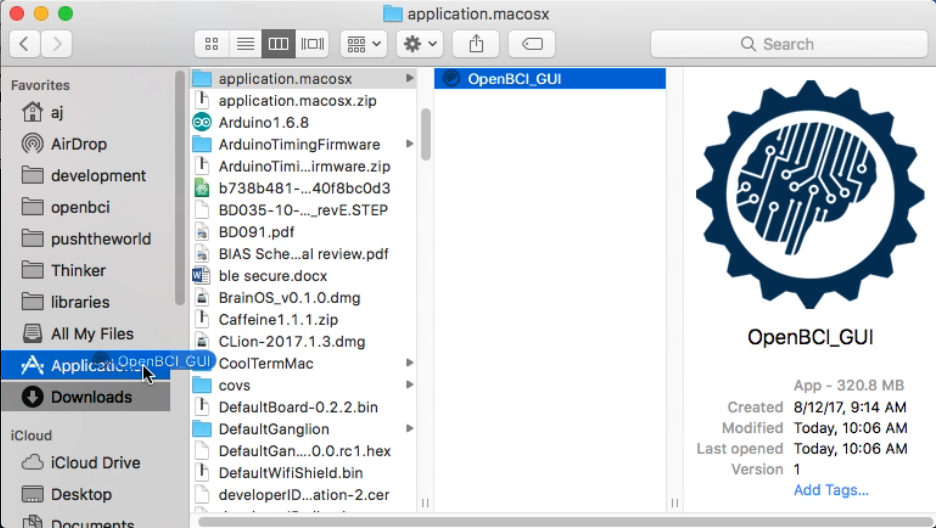 application.macosx
Search
Favorites
aj
AirDrop
development
openbci
pushtheworld
Thinker
libraries
All My Files
OpenBCI_GUI
Downloads
iCloud
iCloud Drive
Desktop
Documents
application.macosx
application.macosx.zip
Arduino1.6.8
ArduinoTimingFirmware
ArduinoTimi...irmware.zip
b738b481-...40f8bc0d3
BD035-10-..._revE.STEP
BD091.pdf
BIAS Sche...al review.pdf
ble secure.docx
BrainOS_v0.1.0.dmg
Caffeine1.1.1.zip
CLion-2017.1.3.dmg
CoolTermMac
covs
DefaultBoard-0.2.2.bin
DefaultGanglion
DefaultGan....0.0.rc1.hex
DefaultWifiShield.bin
developerID...ation-2.cer
OpenBCI_GUI
OpenBCI_GUI
App - 320.8 MB
Created 8/12/17, 9:14 AM
Modified Today, 10:06 AM
Last opened Today, 10:06 AM
Version 1
Add Tags...